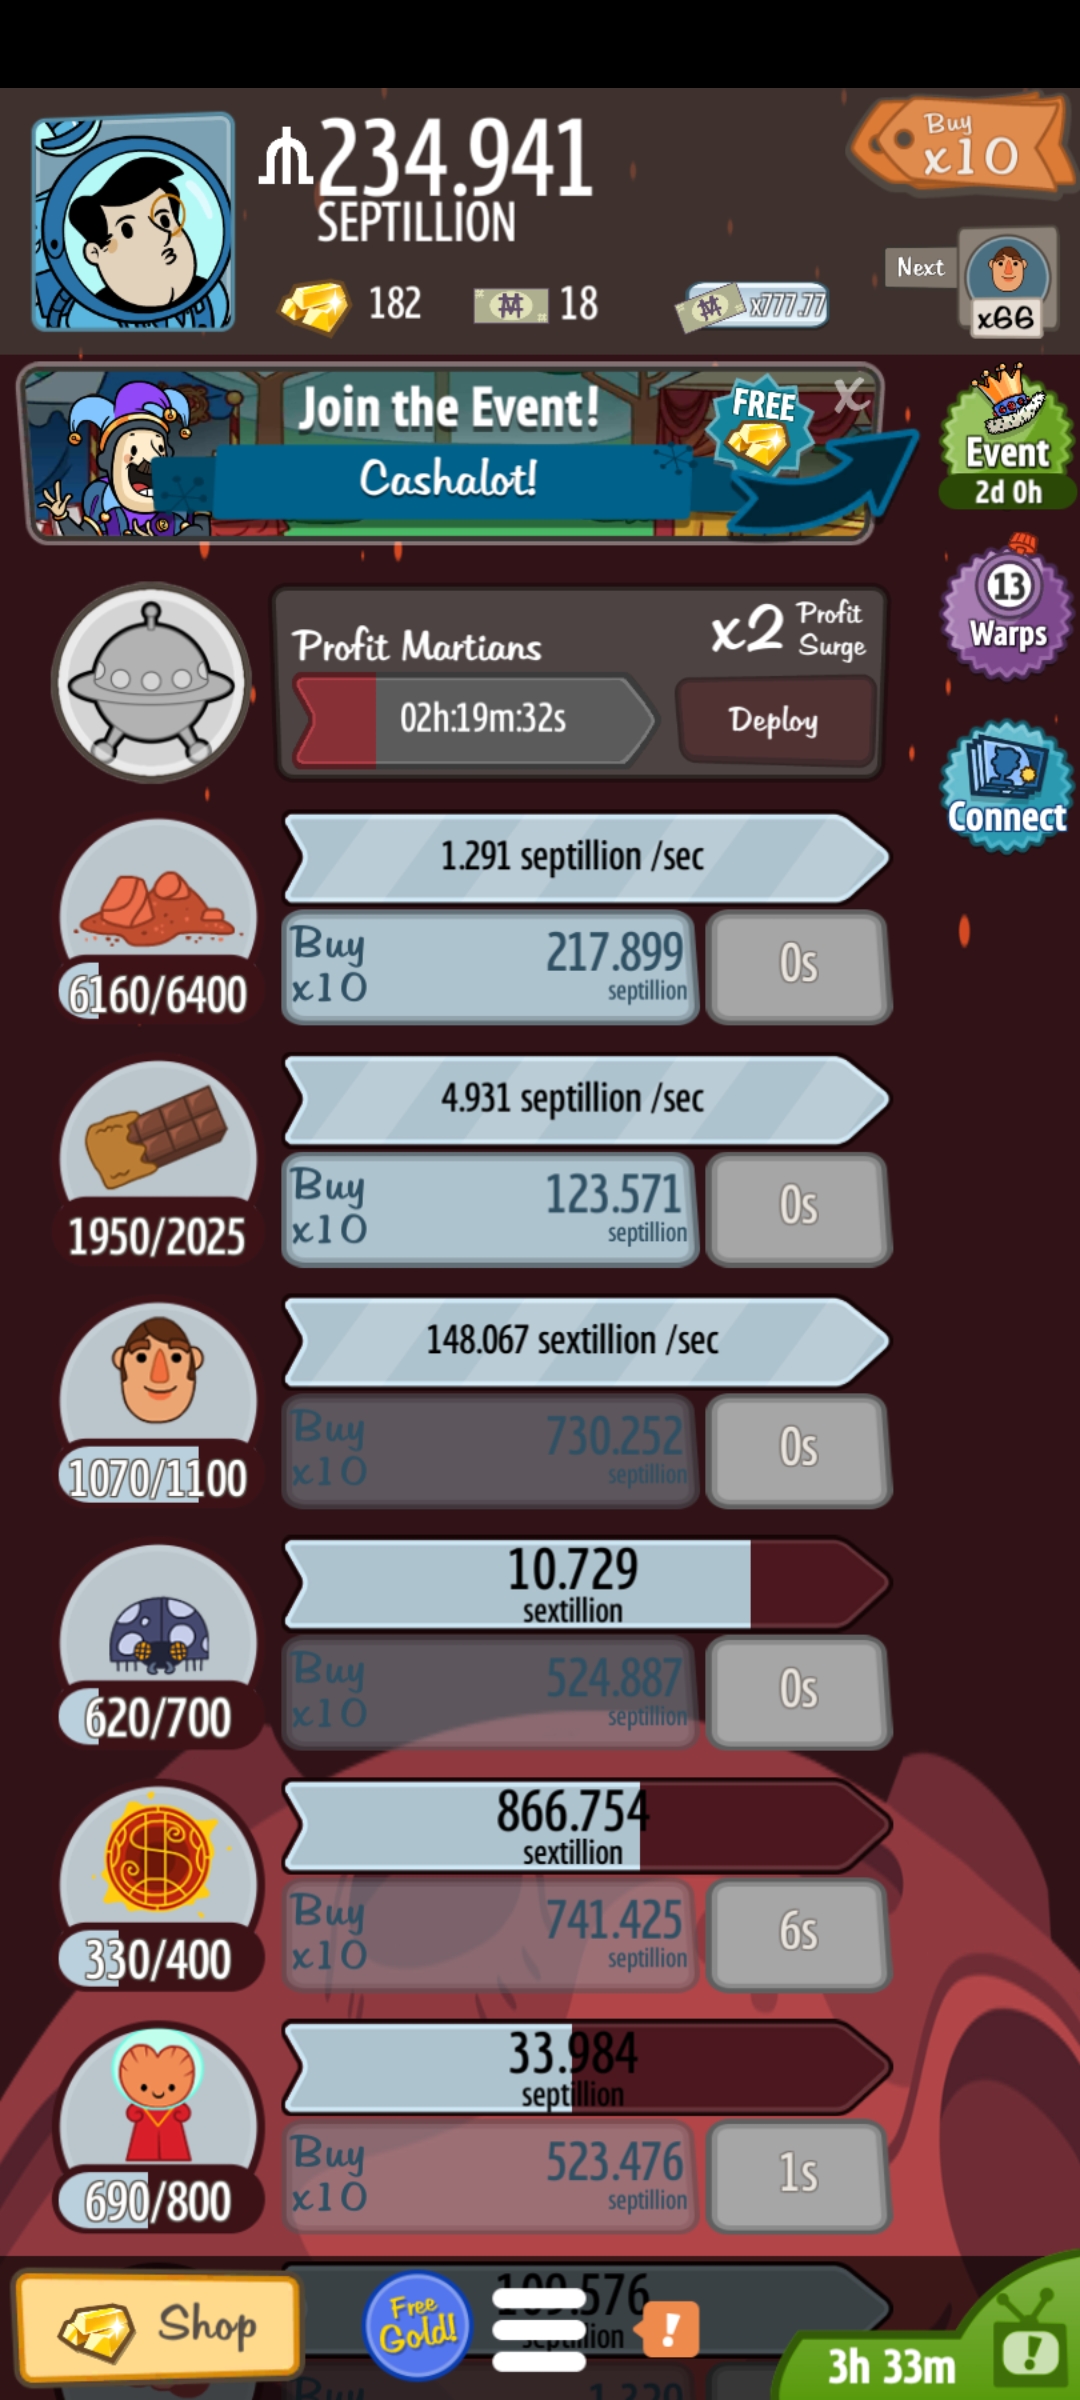 234.941
SEPTILLION
Buy
x10
182
18
x777.77
Next
x66
Join the Event!
FREE
X
Cashalot!
Event
2d 0h
13
Warps
Connect
Profit Martians
x2 Profit
Surge
02h:19m:32s
Deploy
1.291 septillion /sec
Buy
x10
217.899
septillion
0s
6160/6400
4.931 septillion /sec
Buy
x10
123.571
septillion
0s
1950/2025
148.067 sextillion /sec
Buy
x10
730.252
septillion
0s
1070/1100
10.729
sextillion
Buy
x10
524.887
septillion
0s
620/700
866.754
sextillion
Buy
x10
741.425
septillion
6s
330/400
33.984
septillion
Buy
x10
523.476
septillion
1s
690/800
Shop
Free
Gold!
!
3h 33m
!